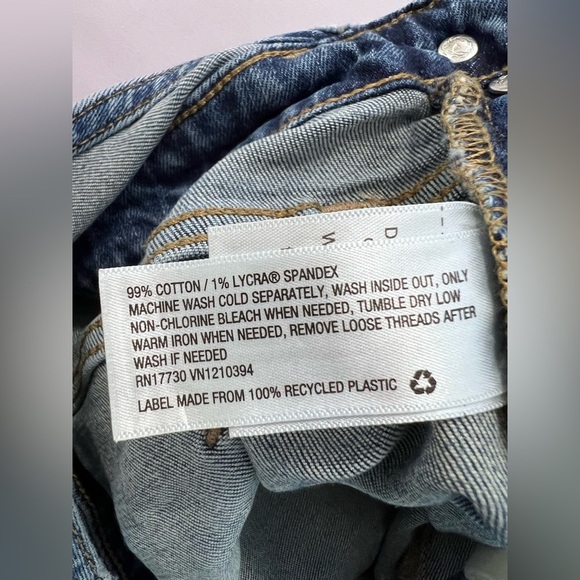 99% COTTON / 1% LYCRA® SPANDEX
MACHINE WASH COLD SEPARATELY, WASH INSIDE OUT, ONLY
NON-CHLORINE BLEACH WHEN NEEDED, TUMBLE DRY LOW
WARM IRON WHEN NEEDED, REMOVE LOOSE THREADS AFTER
WASH IF NEEDED
RN17730 VN1210394
LABEL MADE FROM 100% RECYCLED PLASTIC